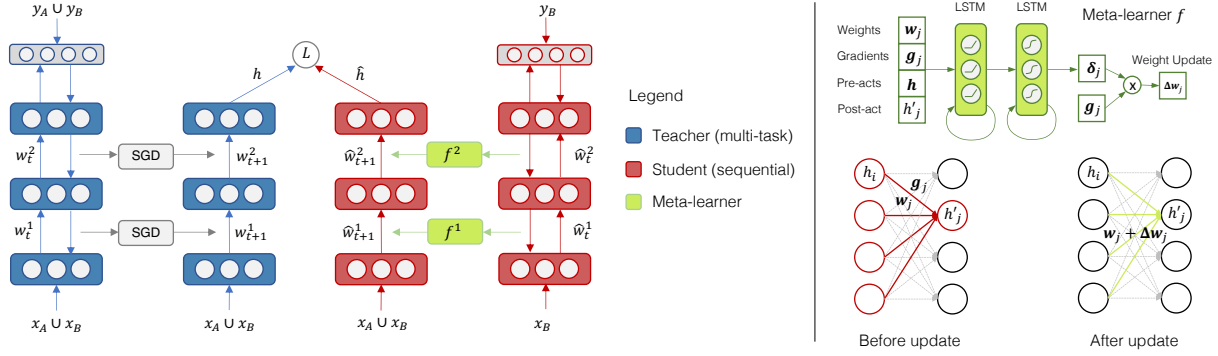 y_A ∪ y_B
y_B
L
h
ĥ
w_t^2
SGD
w_{t+1}^2
ŵ_{t+1}^2
f^2
ŵ_t^2
w_t^1
SGD
w_{t+1}^1
ŵ_{t+1}^1
f^1
ŵ_t^1
x_A ∪ x_B
x_A ∪ x_B
x_A ∪ x_B
x_B
Legend
Teacher (multi-task)
Student (sequential)
Meta-learner
LSTM
LSTM
Meta-learner f
Weights
w_j
Gradients
g_j
Pre-acts
h
Post-act
h'_j
δ_j
g_j
x
Weight Update
Δw_j
h_i
g_j
w_j
h'_j
Before update
h_i
h'_j
w_j + Δw_j
After update